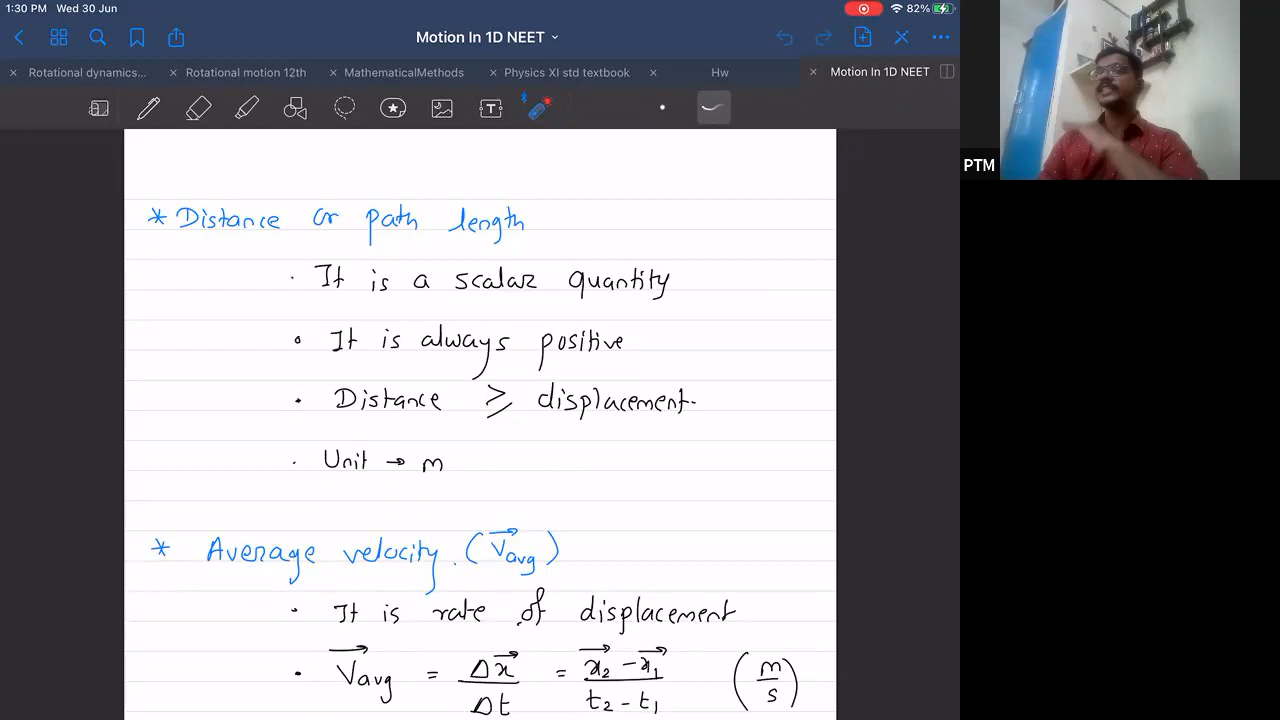 1:30 PM Wed 30 Jun 82%
Motion In 1D NEET
Rotational dynamics... Rotational motion 12th MathematicalMethods Physics XI std textbook Hw Motion In 1D NEET
PTM
* Distance or path length
· It is a scalar quantity
· It is always positive
· Distance ≥ displacement.
· Unit → m
* Average velocity. (V⃗avg)
· It is rate of displacement
· V⃗avg = Δx⃗/Δt = (x⃗₂ - x⃗₁)/(t₂ - t₁) (m/s)